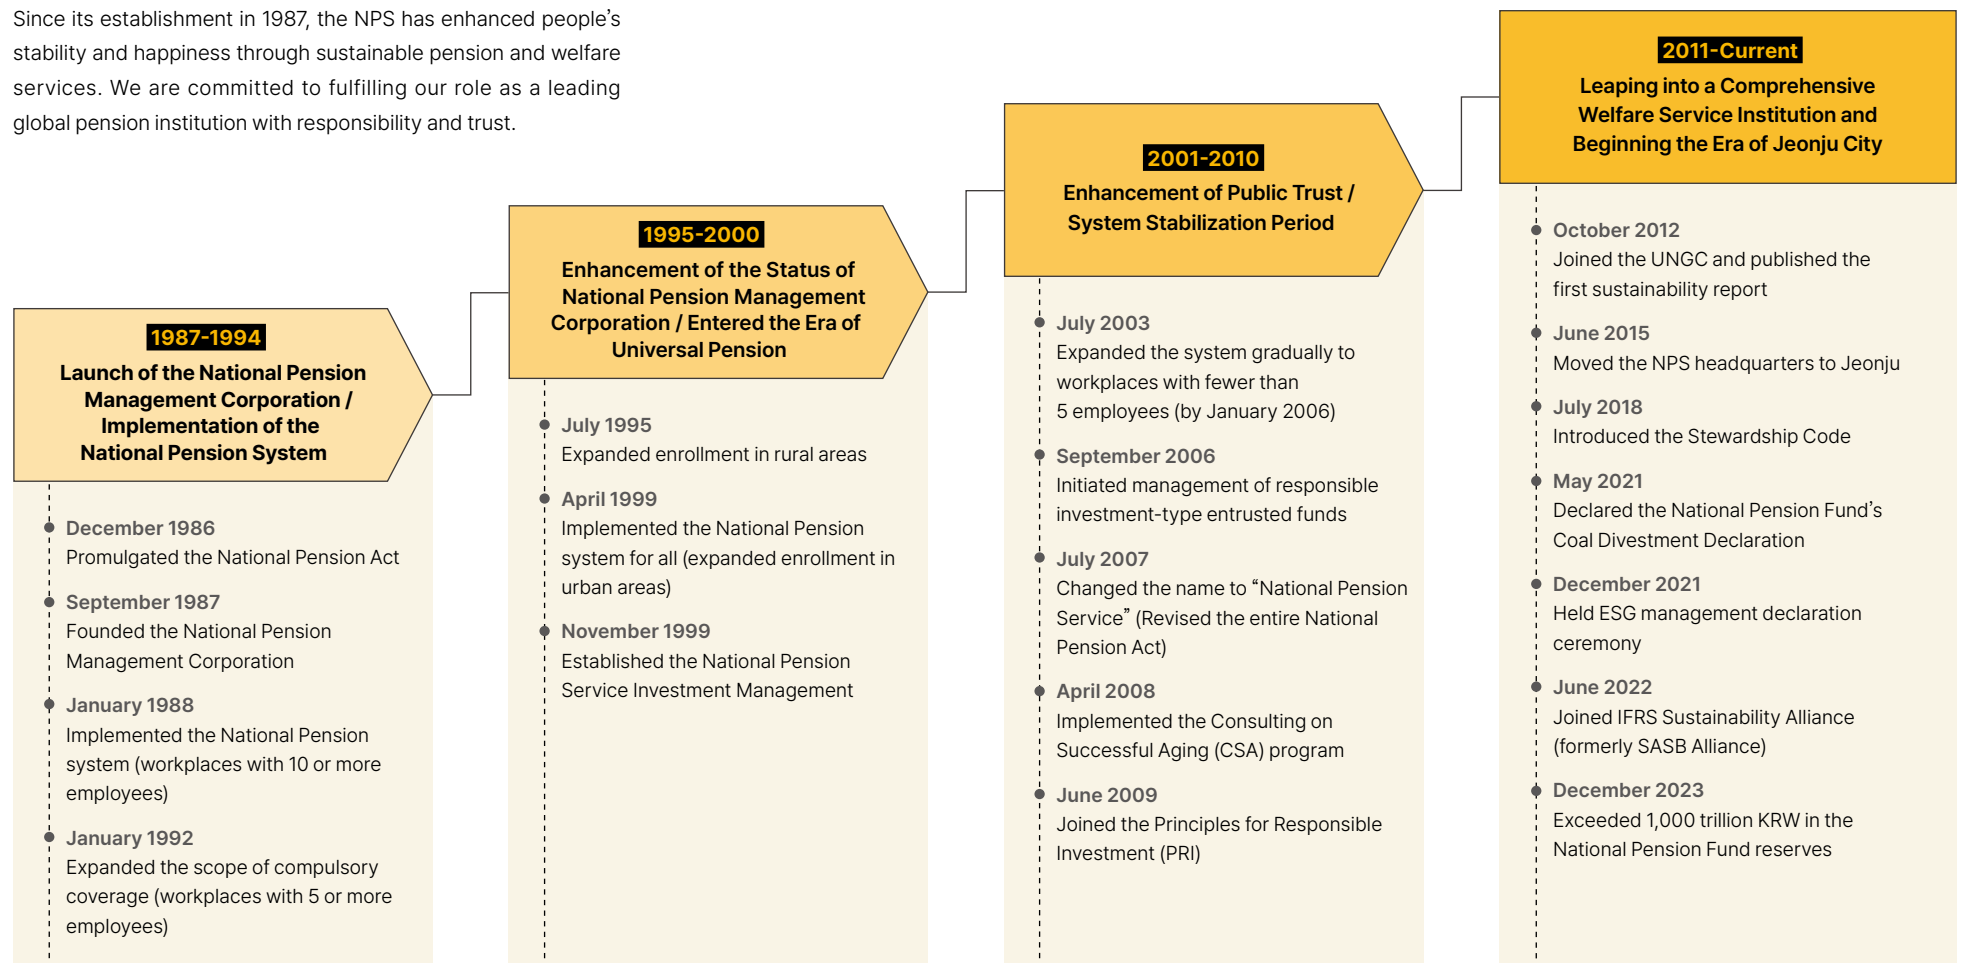 Since its establishment in 1987, the NPS has enhanced people’s
stability and happiness through sustainable pension and welfare
services. We are committed to fulfilling our role as a leading
global pension institution with responsibility and trust.
1987-1994
Launch of the National Pension
Management Corporation /
Implementation of the
National Pension System
December 1986
Promulgated the National Pension Act
September 1987
Founded the National Pension
Management Corporation
January 1988
Implemented the National Pension
system (workplaces with 10 or more
employees)
January 1992
Expanded the scope of compulsory
coverage (workplaces with 5 or more
employees)
1995-2000
Enhancement of the Status of
National Pension Management
Corporation / Entered the Era of
Universal Pension
July 1995
Expanded enrollment in rural areas
April 1999
Implemented the National Pension
system for all (expanded enrollment in
urban areas)
November 1999
Established the National Pension
Service Investment Management
2001-2010
Enhancement of Public Trust /
System Stabilization Period
July 2003
Expanded the system gradually to
workplaces with fewer than
5 employees (by January 2006)
September 2006
Initiated management of responsible
investment-type entrusted funds
July 2007
Changed the name to “National Pension
Service” (Revised the entire National
Pension Act)
April 2008
Implemented the Consulting on
Successful Aging (CSA) program
June 2009
Joined the Principles for Responsible
Investment (PRI)
2011-Current
Leaping into a Comprehensive
Welfare Service Institution and
Beginning the Era of Jeonju City
October 2012
Joined the UNGC and published the
first sustainability report
June 2015
Moved the NPS headquarters to Jeonju
July 2018
Introduced the Stewardship Code
May 2021
Declared the National Pension Fund’s
Coal Divestment Declaration
December 2021
Held ESG management declaration
ceremony
June 2022
Joined IFRS Sustainability Alliance
(formerly SASB Alliance)
December 2023
Exceeded 1,000 trillion KRW in the
National Pension Fund reserves